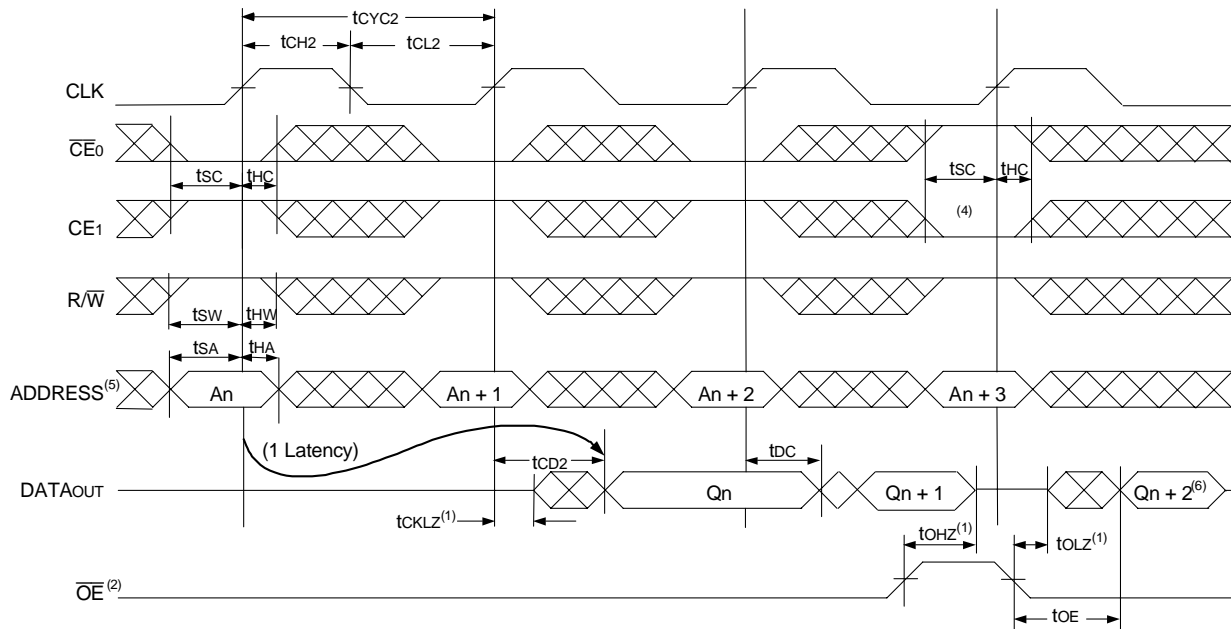 tCYC2
tCH2
tCL2
CLK
CE0
tSC
tHC
tSC
tHC
(4)
CE1
R/W
tSW
tHW
tSA
tHA
ADDRESS(5)
An
An + 1
An + 2
An + 3
(1 Latency)
tCD2
tDC
DATAOUT
Qn
Qn + 1
Qn + 2(6)
tCKLZ(1)
tOHZ(1)
tOLZ(1)
OE(2)
tOE